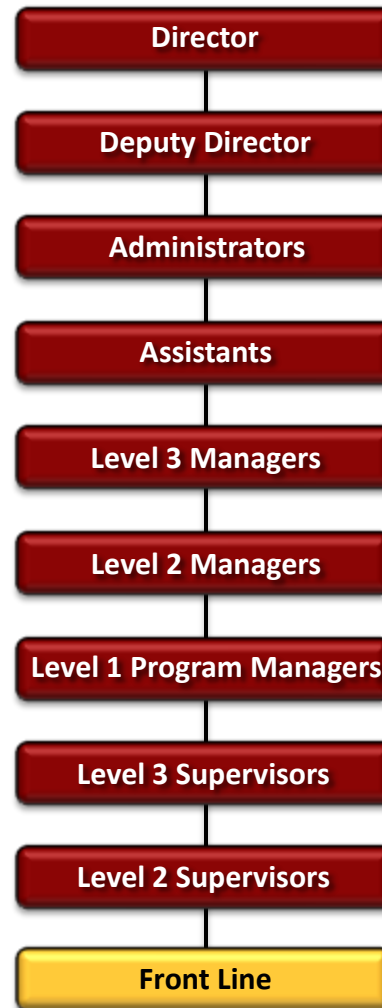 Director
Deputy Director
Administrators
Assistants
Level 3 Managers
Level 2 Managers
Level 1 Program Managers
Level 3 Supervisors
Level 2 Supervisors
Front Line